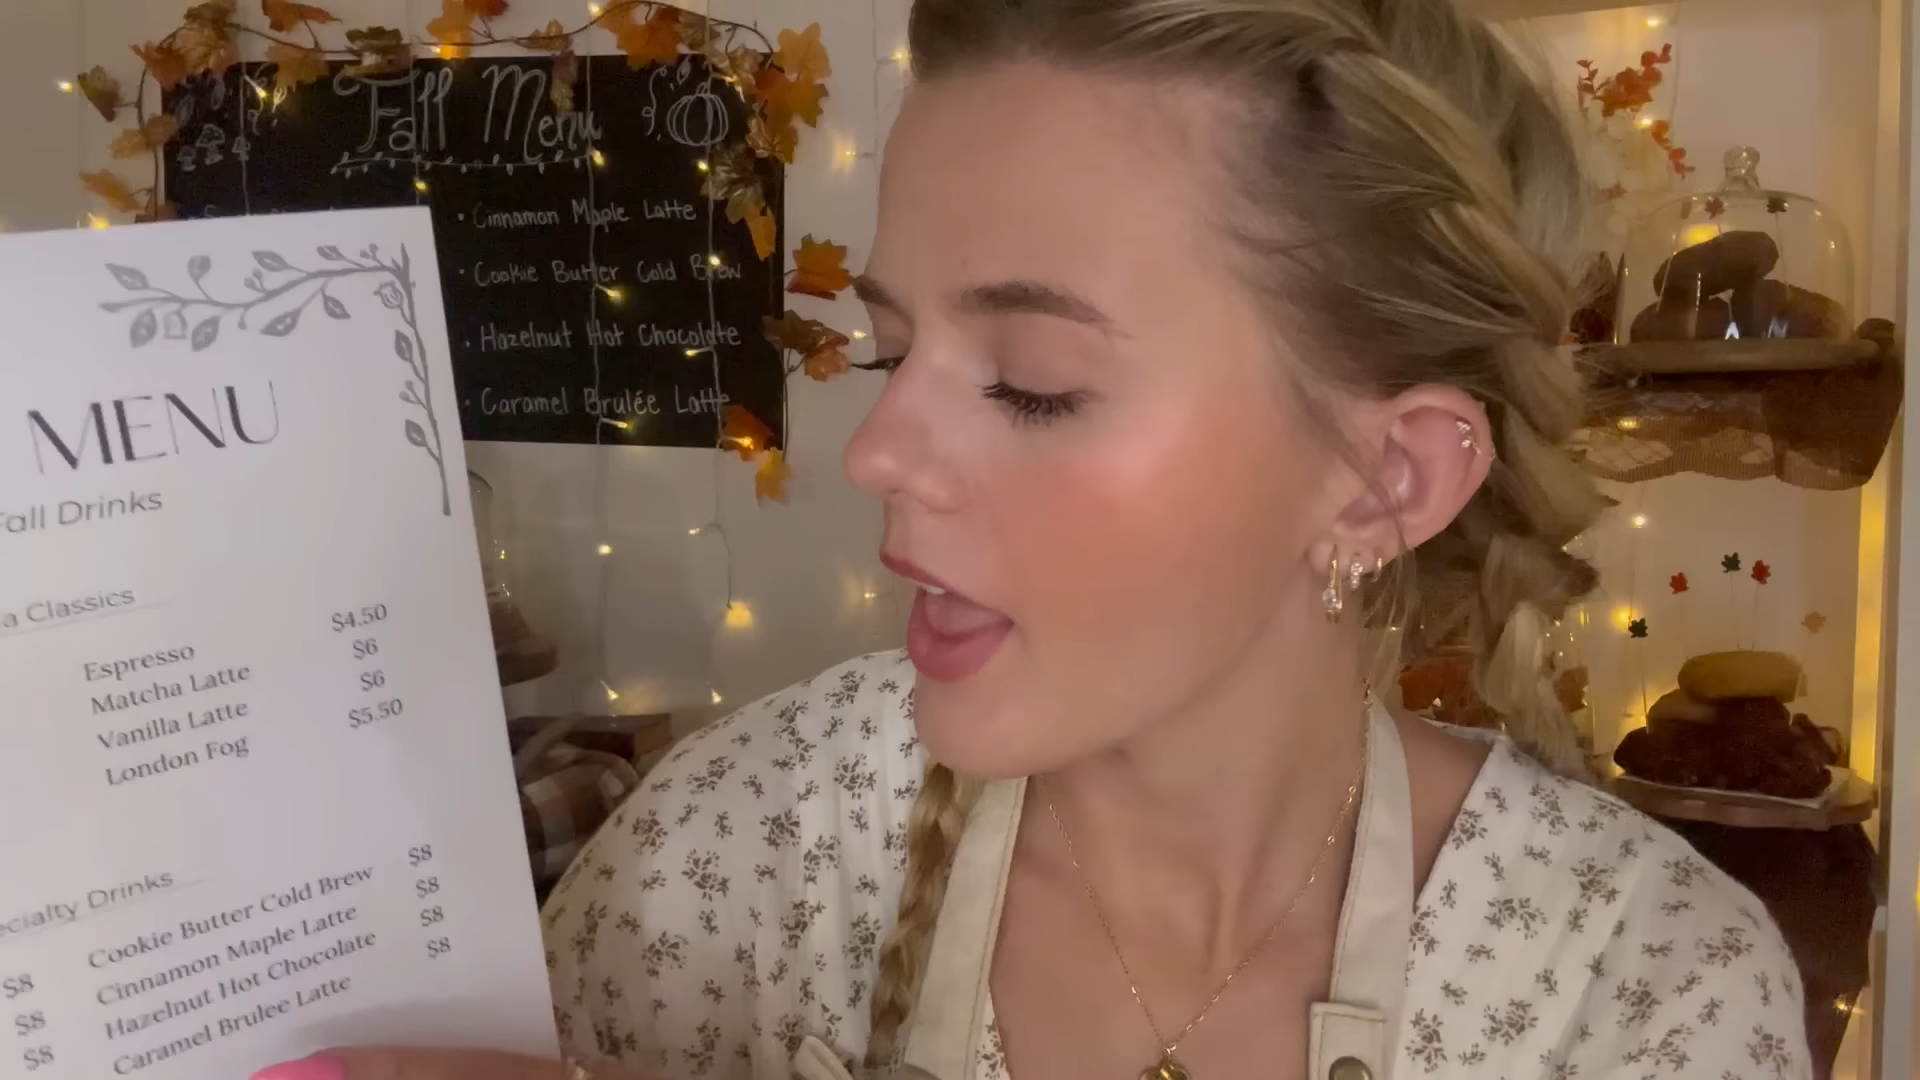 Fall Menu
• Cinnamon Maple Latte
• Cookie Butter Cold Brew
• Hazelnut Hot Chocolate
• Caramel Brulée Latte
MENU
Fall Drinks
Classics
Espresso $4.50
Matcha Latte $6
Vanilla Latte $6
London Fog $5.50
Drinks
Cookie Butter Cold Brew $8
$8 Cinnamon Maple Latte $8
$8 Hazelnut Hot Chocolate $8
$8 Caramel Brulee Latte $8